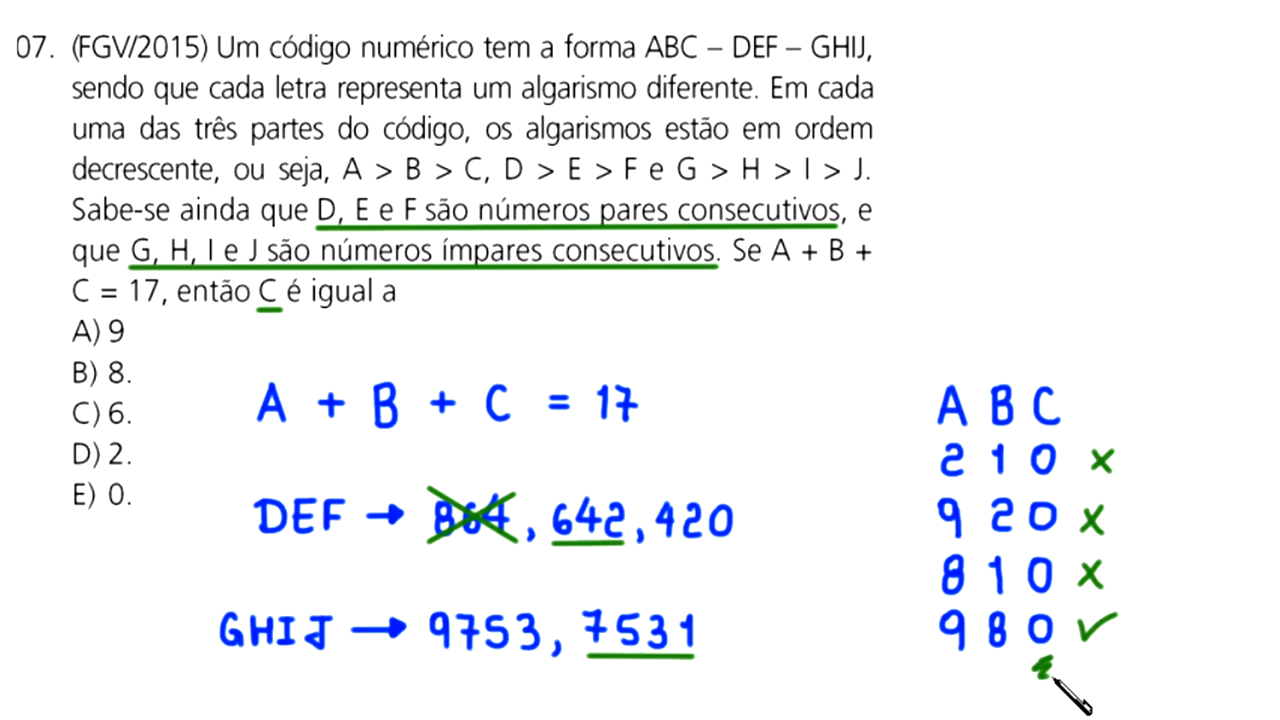 07. (FGV/2015) Um código numérico tem a forma ABC – DEF – GHIJ,
sendo que cada letra representa um algarismo diferente. Em cada
uma das três partes do código, os algarismos estão em ordem
decrescente, ou seja, A > B > C, D > E > F e G > H > I > J.
Sabe-se ainda que D, E e F são números pares consecutivos, e
que G, H, I e J são números ímpares consecutivos. Se A + B +
C = 17, então C é igual a
A) 9
B) 8.
C) 6.
D) 2.
E) 0.
A + B + C = 17
DEF → 864, 642, 420
GHIJ → 9753, 7531
A B C
2 1 0 x
9 2 0 x
8 1 0 x
9 8 0 ✓